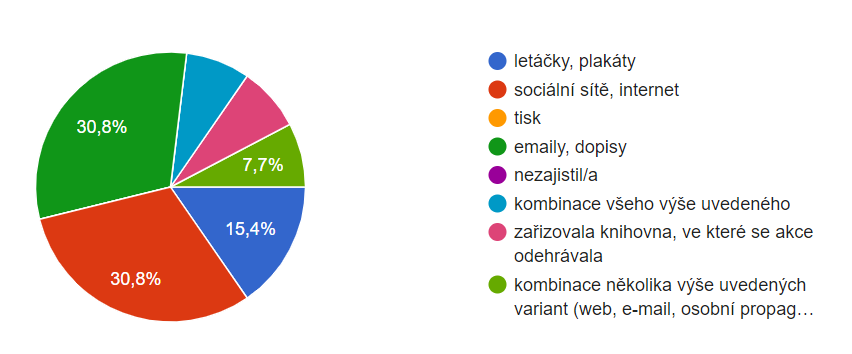 30,8%
7,7%
15,4%
30,8%
letáčky, plakáty
sociální sítě, internet
tisk
emaily, dopisy
nezajistil/a
kombinace všeho výše uvedeného
zařizovala knihovna, ve které se akce
odehrávala
kombinace několika výše uvedených
variant (web, e-mail, osobní propag…